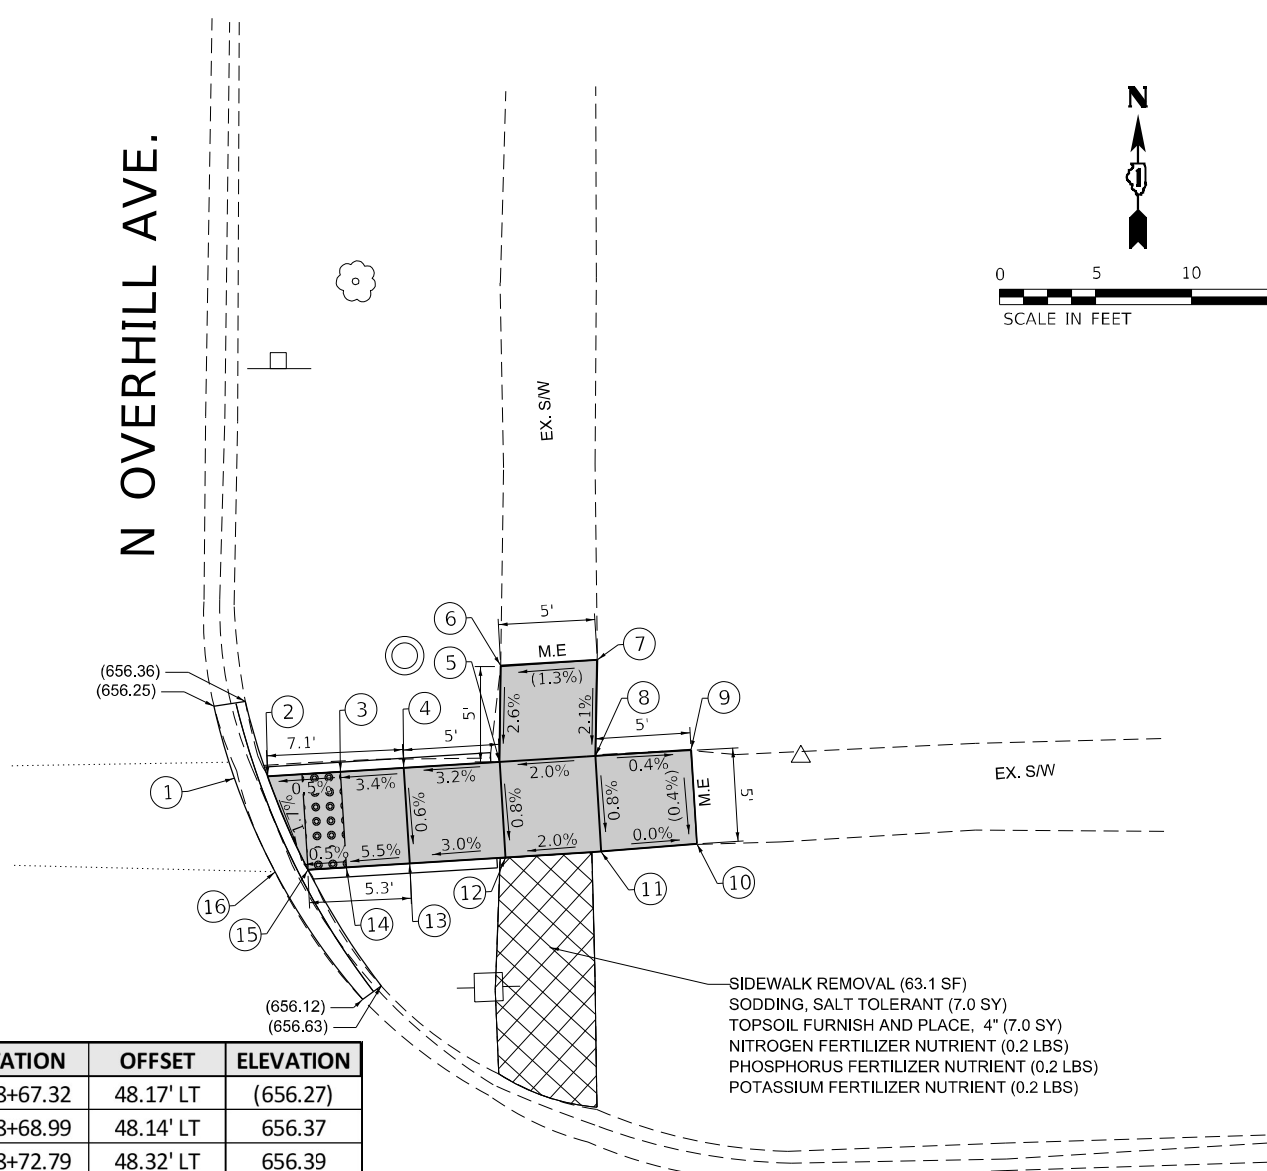 N OVERHILL AVE.
N
1
0 5 10
SCALE IN FEET
EX. S/W
5'
6
M.E
7
(1.3%)
5
(656.36)
(656.25)
2.6%
2.1%
8
9
2
3
4
5'
5'
7.1'
5'
0.4%
1
0.5%
3.4%
3.2%
2.0%
(0.4%)
M.E
5'
EX. S/W
1.7%
0.6%
0.8%
0.8%
0.5%
5.5%
3.0%
2.0%
0.0%
16
5.3'
12
11
10
15
14
13
SIDEWALK REMOVAL (63.1 SF)
SODDING, SALT TOLERANT (7.0 SY)
TOPSOIL FURNISH AND PLACE, 4" (7.0 SY)
NITROGEN FERTILIZER NUTRIENT (0.2 LBS)
PHOSPHORUS FERTILIZER NUTRIENT (0.2 LBS)
POTASSIUM FERTILIZER NUTRIENT (0.2 LBS)
(656.12)
(656.63)
ATION OFFSET ELEVATION
8+67.32 48.17' LT (656.27)
8+68.99 48.14' LT 656.37
8+72.79 48.32' LT 656.39